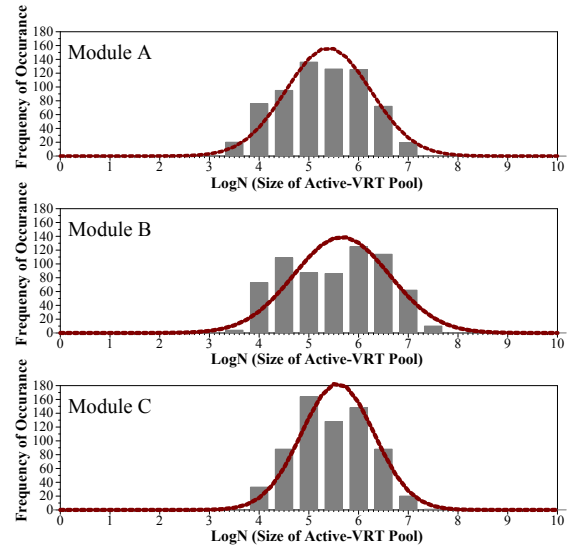 Frequency of Occurance
180
160
140
120
100
80
60
40
20
0
Module A
0 1 2 3 4 5 6 7 8 9 10
LogN (Size of Active-VRT Pool)
Frequency of Occurance
180
160
140
120
100
80
60
40
20
0
Module B
0 1 2 3 4 5 6 7 8 9 10
LogN (Size of Active-VRT Pool)
Frequency of Occurance
180
160
140
120
100
80
60
40
20
0
Module C
0 1 2 3 4 5 6 7 8 9 10
LogN (Size of Active-VRT Pool)